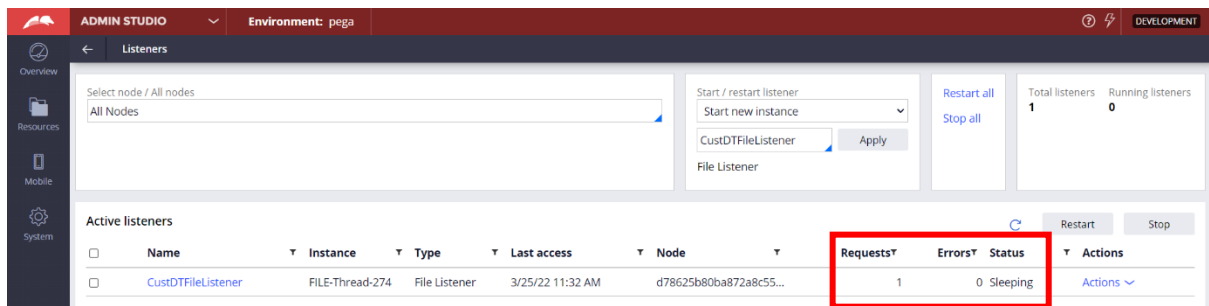 ADMIN STUDIO Environment: pega DEVELOPMENT
Overview
Resources
Mobile
System
Listeners
Select node / All nodes
All Nodes
Start / restart listener
Start new instance
CustDTFileListener Apply
File Listener
Restart all
Stop all
Total listeners Running listeners
1 0
Active listeners Restart Stop
Name Instance Type Last access Node Requests Errors Status Actions
CustDTFileListener FILE-Thread-274 File Listener 3/25/22 11:32 AM d78625b80ba872a8c55... 1 0 Sleeping Actions